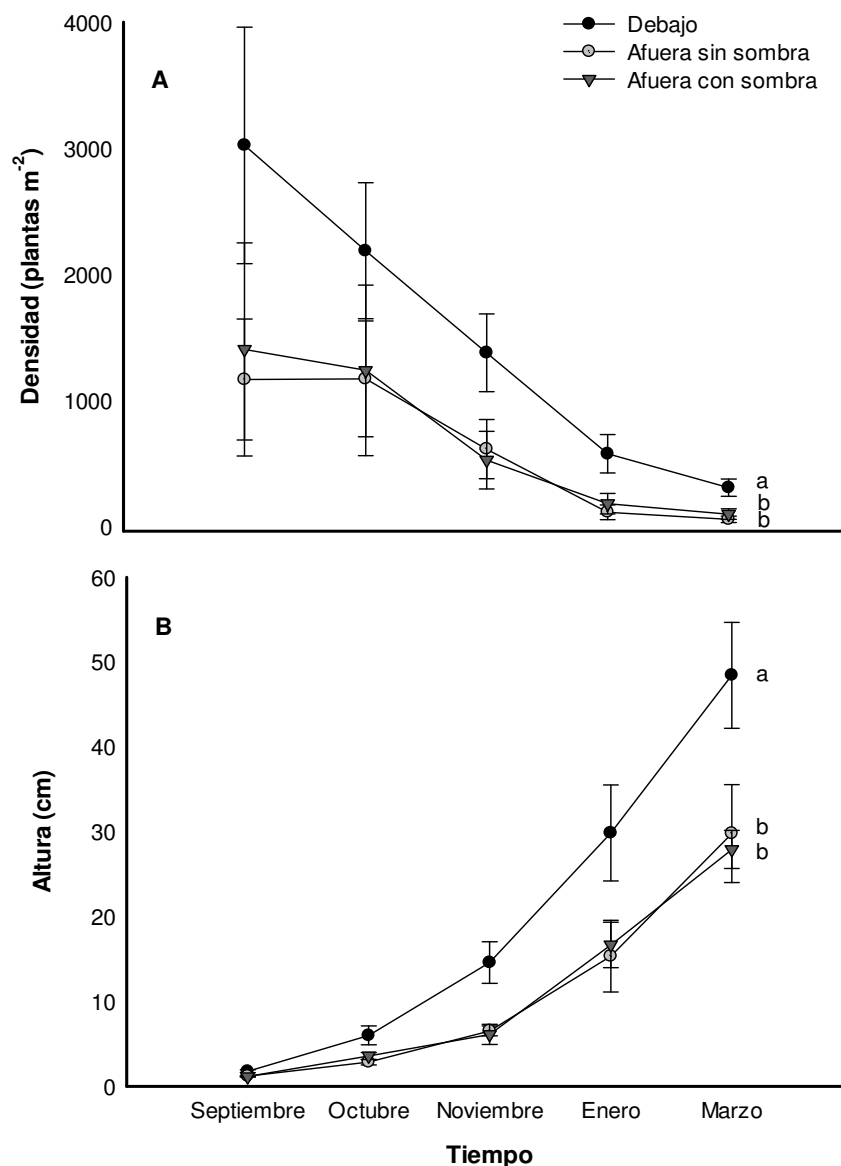 4000
Debajo
Afuera sin sombra
A
Afuera con sombra
3000
2000
1000
0
a
b
b
Densidad (plantas m-2)
60
B
50
40
30
20
10
0
a
b
b
Altura (cm)
Septiembre Octubre Noviembre Enero Marzo
Tiempo